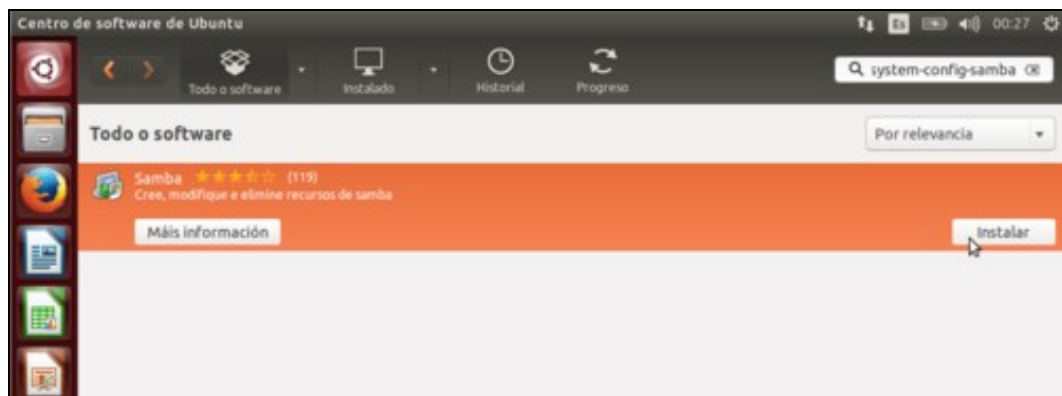 Centro de software de Ubuntu
Es
00:27
Todo o software
Instalado
Historial
Progreso
system-config-samba
Todo o software
Por relevancia
Samba (119)
Cree, modifique e elimine recursos de samba
Máis información
Instalar